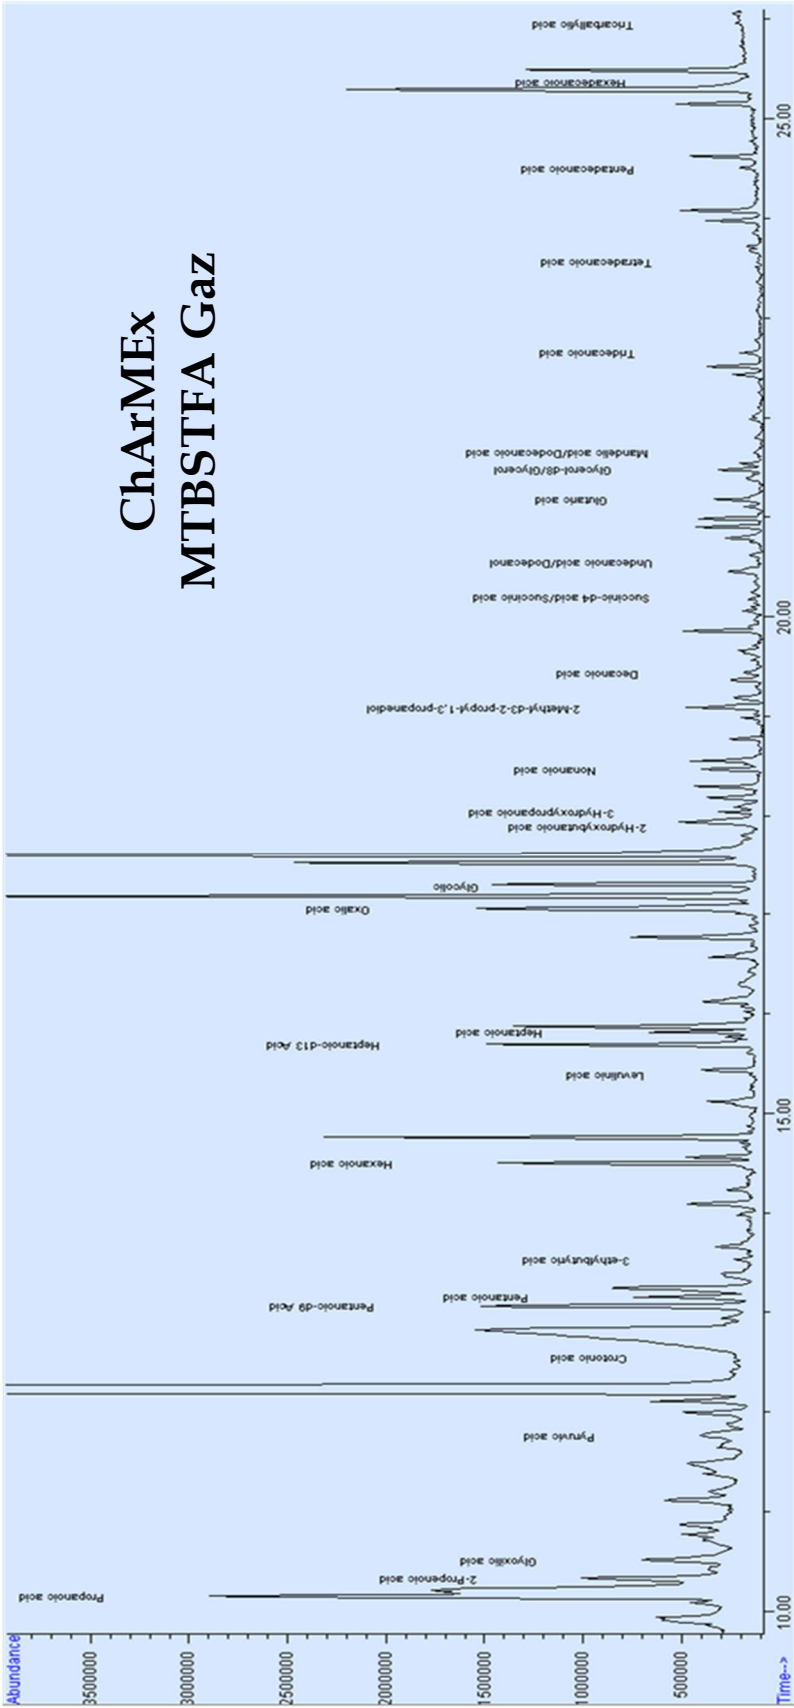 ChArMEx
MTBSTFA Gaz
Abundance
3500000
3000000
2500000
2000000
1500000
1000000
500000
Time-->
10.00
15.00
20.00
25.00
Propanoic acid
2-Propenoic acid
Glyoxilic acid
Pyruvic acid
Crotonic acid
Pentanoic-d9 Acid
Pentanoic acid
3-ethylbutyric acid
Hexanoic acid
Levulinic acid
Heptanoic-d13 Acid
Heptanoic acid
Oxalic acid
Glycolic
2-Hydroxybutanoic acid
3-Hydroxypropanoic acid
Nonanoic acid
2-Methyl-d3-2-propyl-1,3-propanediol
Decanoic acid
Succinic-d4 acid/Succinic acid
Undecanoic acid/Dodecanol
Glutaric acid
Glycerol-d8/Glycerol
Mandelic acid/Dodecanoic acid
Tridecanoic acid
Tetradecanoic acid
Pentadecanoic acid
Hexadecanoic acid
Tricarballylic acid